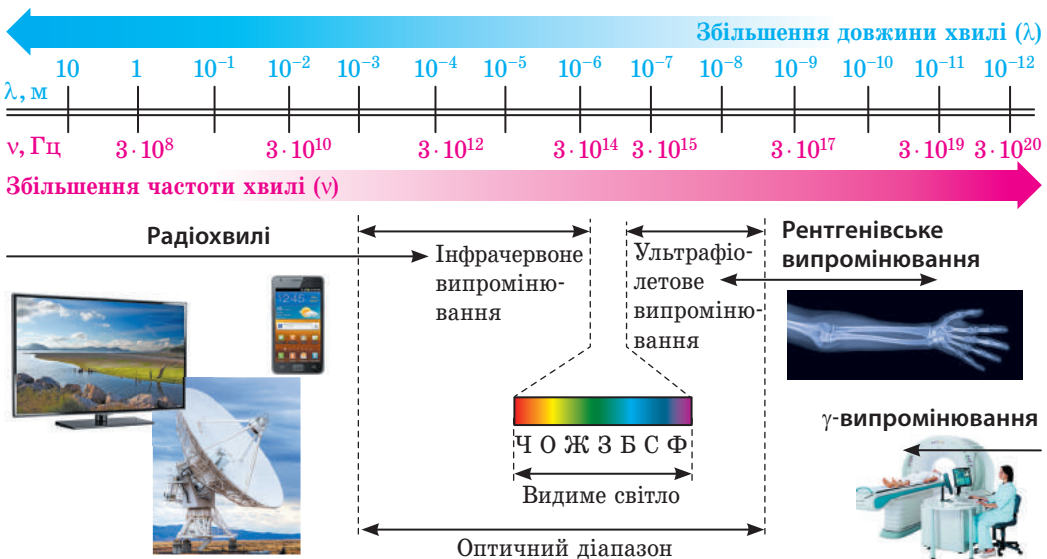 Збільшення довжини хвилі (λ)
10 1 10⁻¹ 10⁻² 10⁻³ 10⁻⁴ 10⁻⁵ 10⁻⁶ 10⁻⁷ 10⁻⁸ 10⁻⁹ 10⁻¹⁰ 10⁻¹¹ 10⁻¹²
λ, м
ν, Гц 3·10⁸ 3·10¹⁰ 3·10¹² 3·10¹⁴ 3·10¹⁵ 3·10¹⁷ 3·10¹⁹ 3·10²⁰
Збільшення частоти хвилі (ν)
Радіохвилі
Інфрачервоне
випроміню-
вання
Ультрафіо-
летове
випроміню-
вання
Рентгенівське
випромінювання
12:45
γ-випромінювання
Ч О Ж З Б С Ф
Видиме світло
Оптичний діапазон